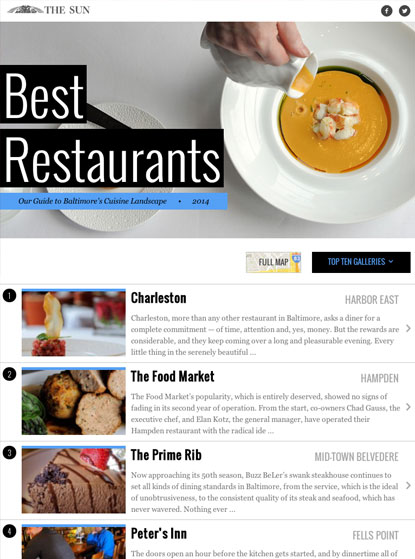 THE SUN
Best
Restaurants
Our Guide to Baltimore's Cuisine Landscape • 2014
FULL MAP
TOP TEN GALLERIES
1
Charleston
HARBOR EAST
Charleston, more than any other restaurant in Baltimore, asks a diner for a
complete commitment — of time, attention and, yes, money. But the rewards are
considerable, and they keep coming over a long and pleasurable evening. Every
little thing in the serenely beautiful ...
2
The Food Market
HAMPDEN
The Food Market's popularity, which is entirely deserved, showed no signs of
fading in its second year of operation. From the start, co-owners Chad Gauss, the
executive chef, and Elan Kotz, the general manager, have operated their
Hampden restaurant with the radical ide ...
3
The Prime Rib
MID-TOWN BELVEDERE
Now approaching its 50th season, Buzz BeLer's swank steakhouse continues to
set all kinds of dining standards in Baltimore, from the service, which is the ideal
of unobtrusiveness, to the consistent quality of its steak and seafood, which has
never wavered. Nothing ever ...
4
Peter's Inn
FELLS POINT
The doors open an hour before the kitchen gets started, and by dinnertime all of